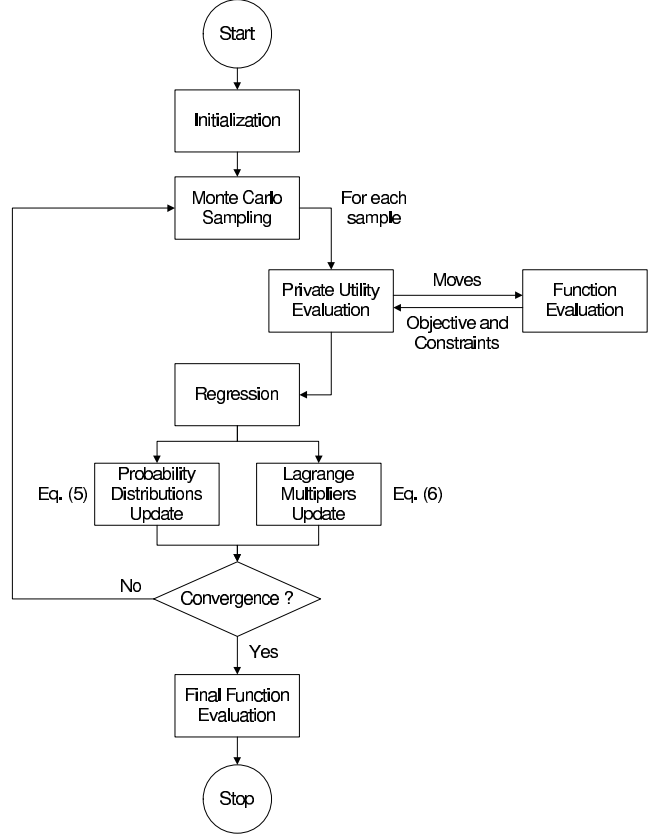 Start
Initialization
Monte Carlo
Sampling
For each
sample
Private Utility
Evaluation
Moves
Objective and
Constraints
Function
Evaluation
Regression
Eq. (5)
Probability
Distributions
Update
Lagrange
Multipliers
Update
Eq. (6)
No
Convergence ?
Yes
Final Function
Evaluation
Stop